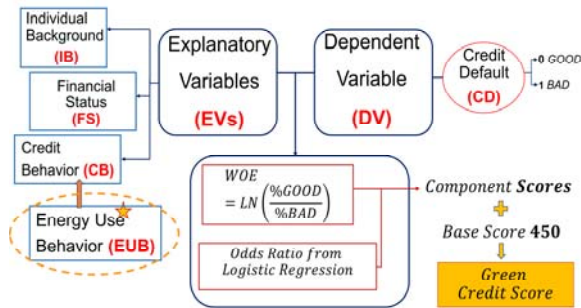 Individual
Background
(IB)
Financial
Status
(FS)
Credit
Behavior (CB)
Energy Use
Behavior (EUB)
Explanatory
Variables
(EVs)
Dependent
Variable
(DV)
Credit
Default
(CD)
0 GOOD
1 BAD
WOE
= LN(%GOOD/%BAD)
Odds Ratio from
Logistic Regression
Component Scores
Base Score 450
Green
Credit Score